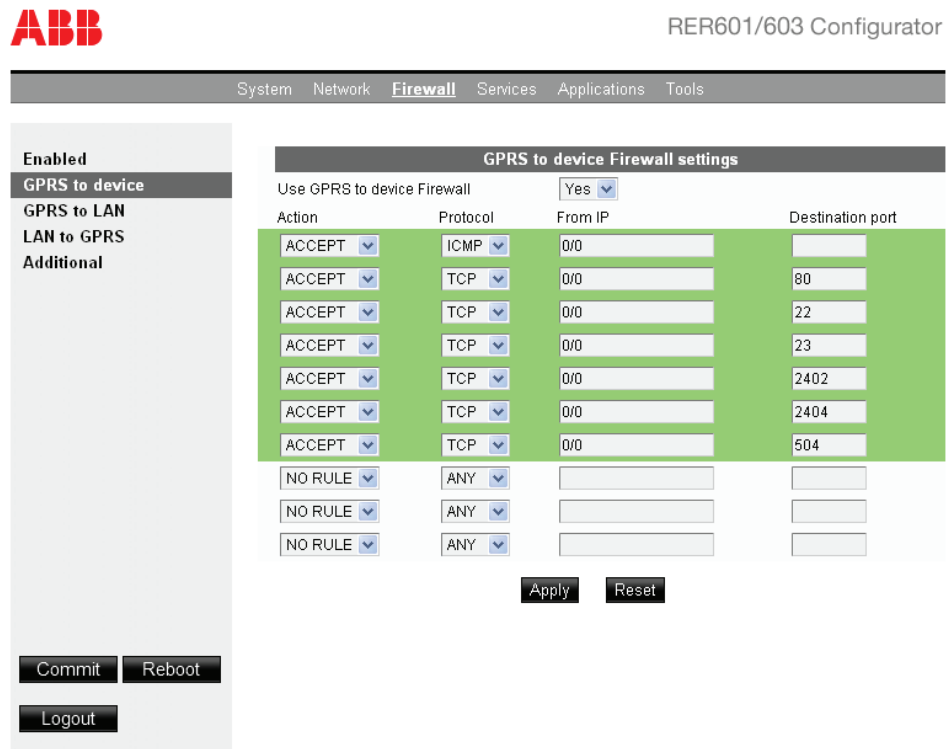 ABB
RER601/603 Configurator
System Network Firewall Services Applications Tools
Enabled
GPRS to device
GPRS to LAN
LAN to GPRS
Additional
GPRS to device Firewall settings
Use GPRS to device Firewall Yes
Action Protocol From IP Destination port
ACCEPT ICMP 0/0
ACCEPT TCP 0/0 80
ACCEPT TCP 0/0 22
ACCEPT TCP 0/0 23
ACCEPT TCP 0/0 2402
ACCEPT TCP 0/0 2404
ACCEPT TCP 0/0 504
NO RULE ANY
NO RULE ANY
NO RULE ANY
Apply Reset
Commit Reboot
Logout